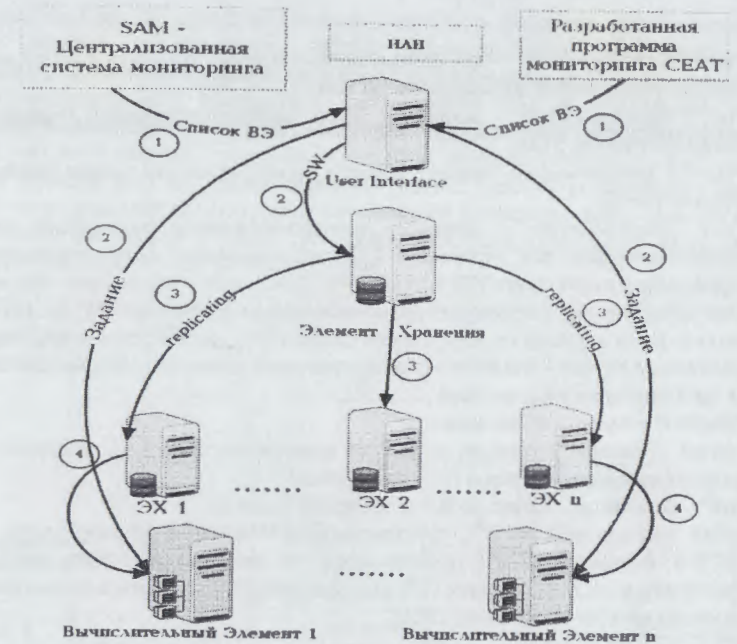 SAM -
Централизованная
система мониторинга
ИЛИ
Разработанная
программа
мониторинга CEAT
1
Список ВЭ
Список ВЭ
1
User Interface
2
SW
2
2
Задание
3
replicating
Элемент Хранения
3
replicating
3
Задание
4
ЭХ 1
ЭХ 2
ЭХ n
4
Вычислительный Элемент 1
Вычислительный Элемент n